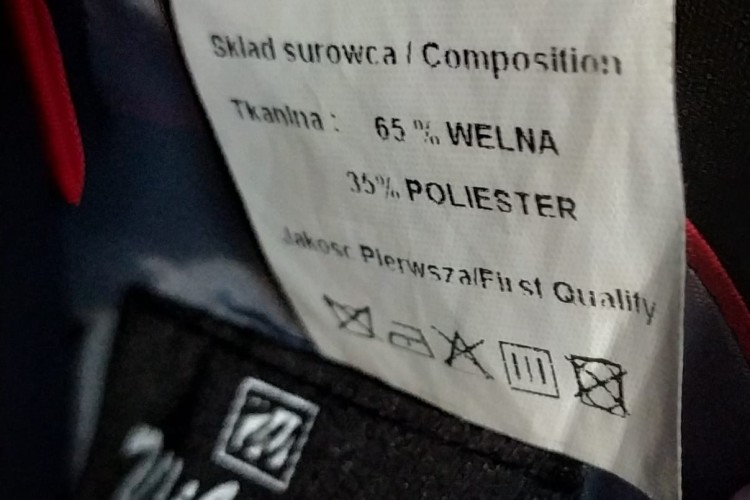 Sklad surowca / Composition
Tkanina : 65 % WELNA
35% POLIESTER
Jakosc Pierwsza/First Quality